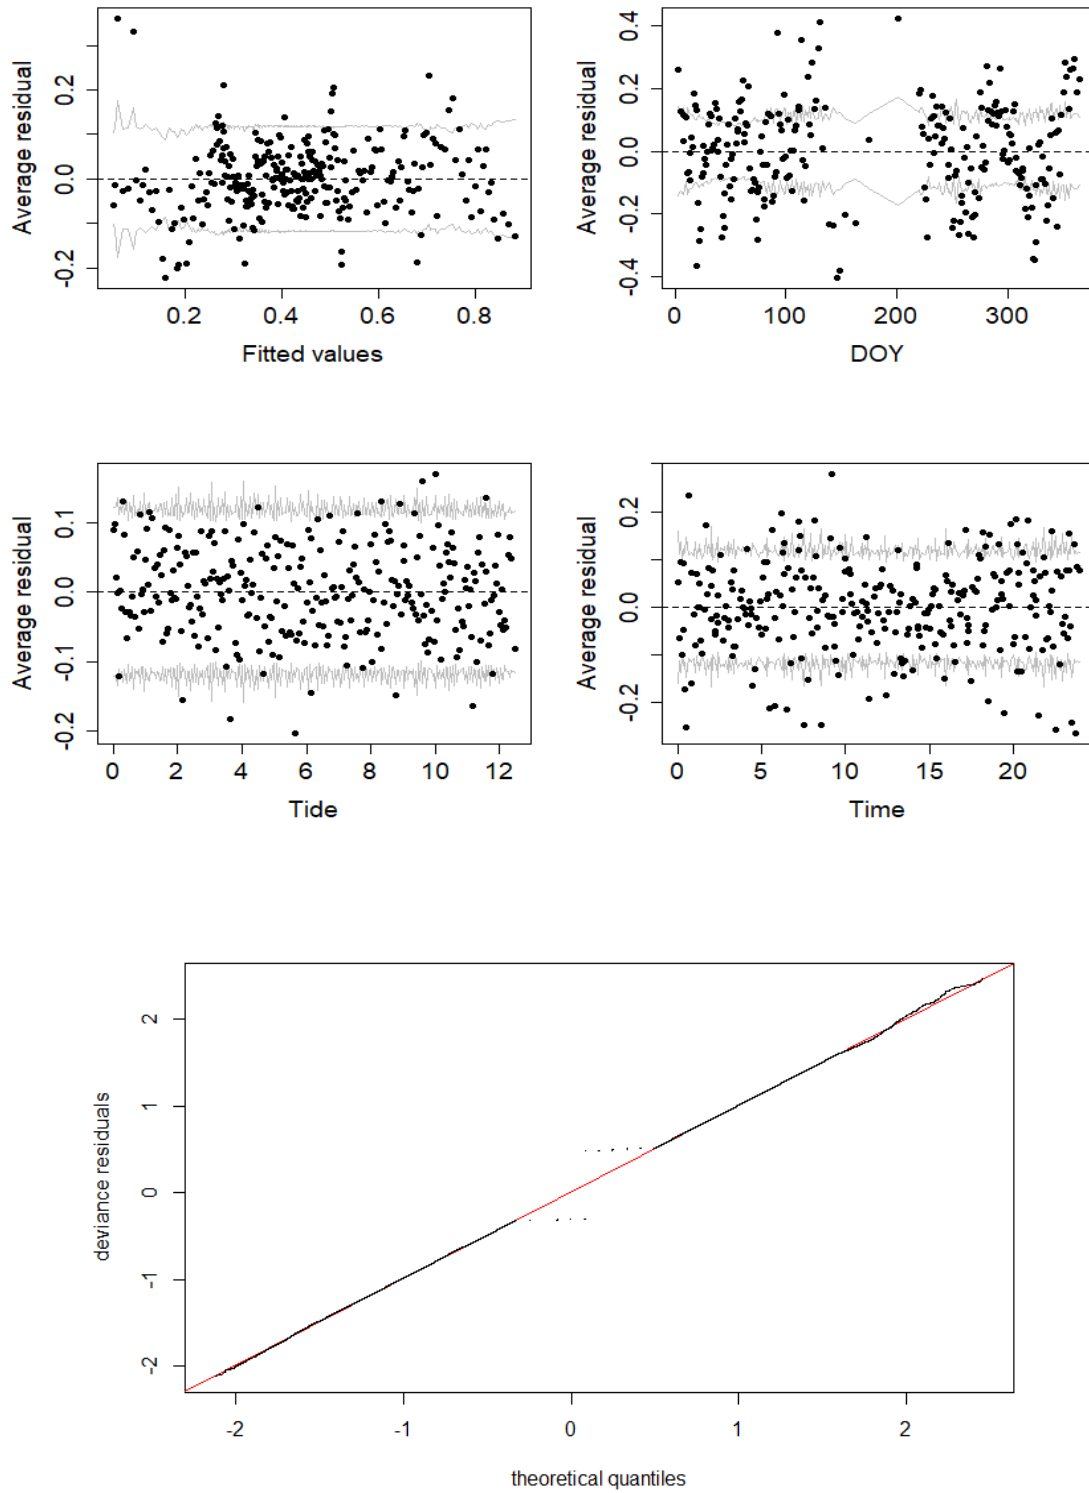 Average residual
0.2
0.0
-0.2
0.2 0.4 0.6 0.8
Fitted values
Average residual
0.4
0.2
0.0
-0.2
-0.4
0 100 200 300
DOY
Average residual
0.1
0.0
-0.1
-0.2
0 2 4 6 8 10 12
Tide
Average residual
0.2
0.0
-0.2
0 5 10 15 20
Time
deviance residuals
2
1
0
-1
-2
-2 -1 0 1 2
theoretical quantiles